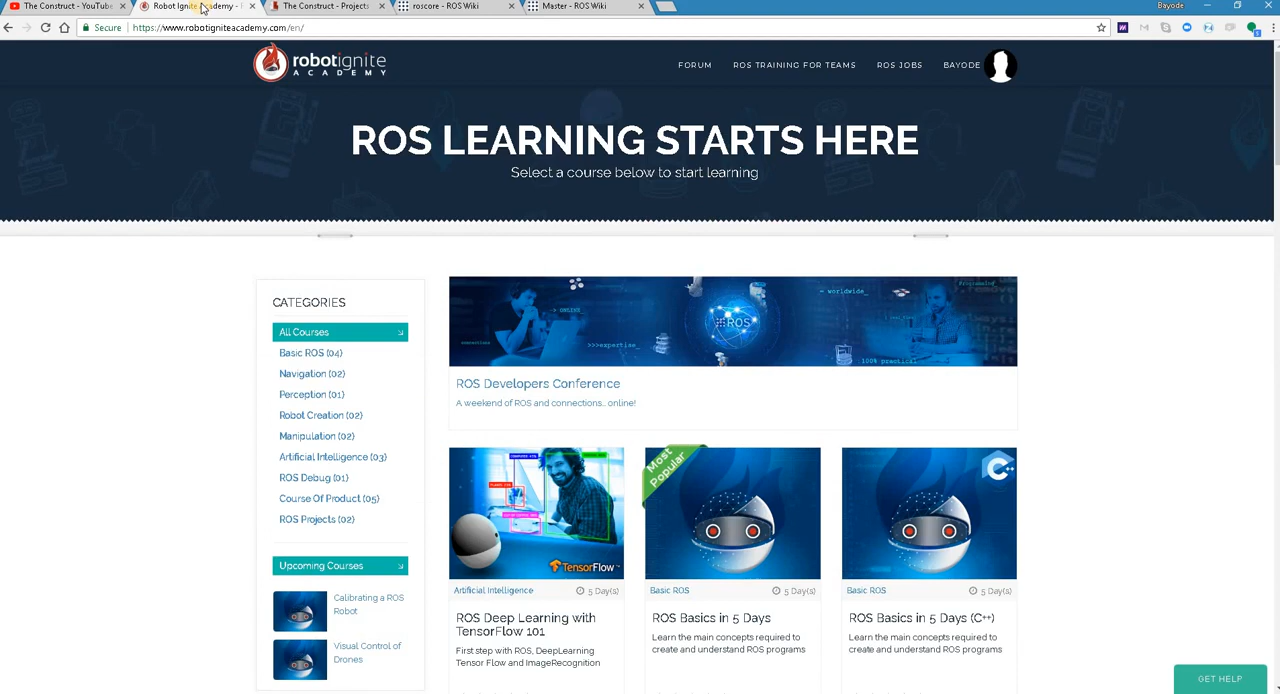 The Construct - YouTube
Robot Ignite Academy -
The Construct - Projects
roscore - ROS Wiki
Master - ROS Wiki
Bayode
Secure
https://www.robotigniteacademy.com/en/
robotignite
ACADEMY
FORUM
ROS TRAINING FOR TEAMS
ROS JOBS
BAYODE
ROS LEARNING STARTS HERE
Select a course below to start learning
CATEGORIES
All Courses
Basic ROS (04)
Navigation (02)
Perception (01)
Robot Creation (02)
Manipulation (02)
Artificial Intelligence (03)
ROS Debug (01)
Course Of Product (05)
ROS Projects (02)
Upcoming Courses
Calibrating a ROS
Robot
Visual Control of
Drones
~ worldwide_
ROS
>>>expertise_
100% practical
ROS Developers Conference
A weekend of ROS and connections... online!
TensorFlow
Artificial Intelligence
5 Day(s)
ROS Deep Learning with
TensorFlow 101
First step with ROS, DeepLearning
Tensor Flow and ImageRecognition
Most
Popular
Basic ROS
5 Day(s)
ROS Basics in 5 Days
Learn the main concepts required to
create and understand ROS programs
C++
Basic ROS
5 Day(s)
ROS Basics in 5 Days (C++)
Learn the main concepts required to
create and understand ROS programs
GET HELP